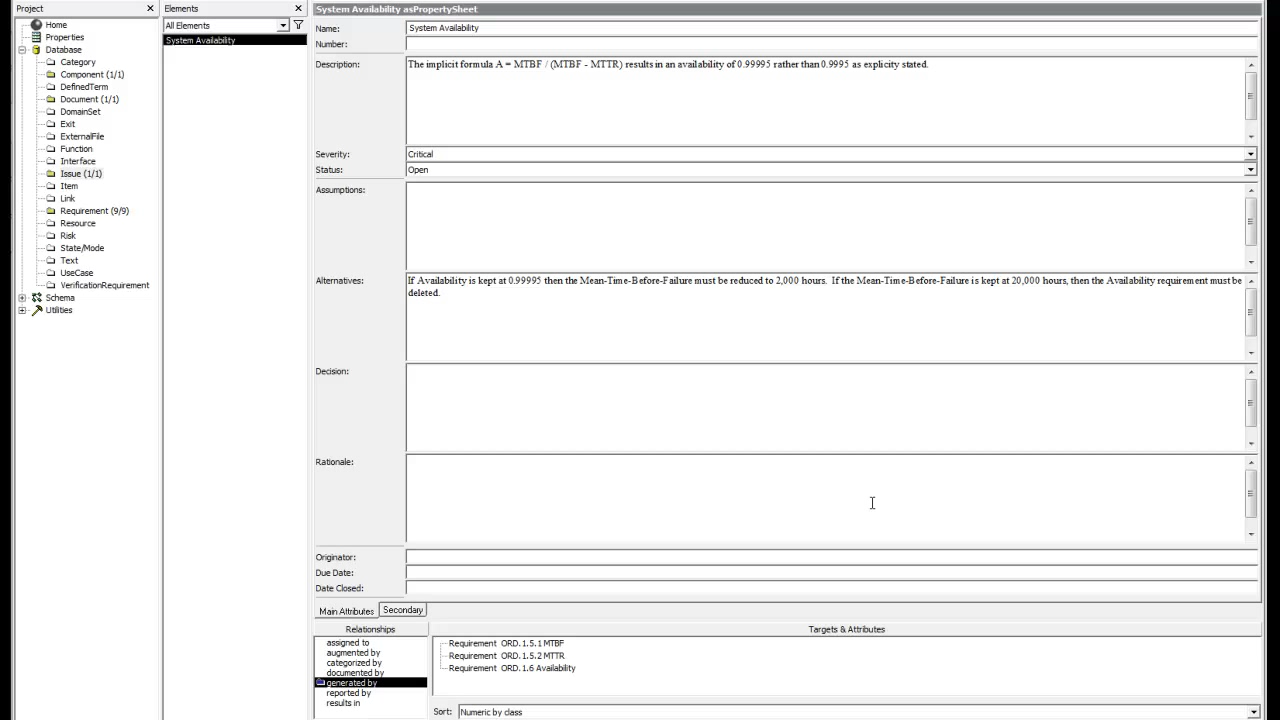 Project
Home
Properties
Database
Category
Component (1/1)
DefinedTerm
Document (1/1)
DomainSet
Exit
ExternalFile
Function
Interface
Issue (1/1)
Item
Link
Requirement (9/9)
Resource
Risk
State/Mode
Text
UseCase
VerificationRequirement
Schema
Utilities
Elements
All Elements
System Availability
System Availability asPropertySheet
Name: System Availability
Number:
Description: The implicit formula A = MTBF / (MTBF - MTTR) results in an availability of 0.99995 rather than 0.9995 as explicity stated.
Severity: Critical
Status: Open
Assumptions:
Alternatives: If Availability is kept at 0.99995 then the Mean-Time-Before-Failure must be reduced to 2,000 hours. If the Mean-Time-Before-Failure is kept at 20,000 hours, then the Availability requirement must be
deleted.
Decision:
Rationale:
Originator:
Due Date:
Date Closed:
Main Attributes Secondary
Relationships
assigned to
augmented by
categorized by
documented by
generated by
reported by
results in
Targets & Attributes
Requirement ORD.1.5.1 MTBF
Requirement ORD.1.5.2 MTTR
Requirement ORD.1.6 Availability
Sort: Numeric by class